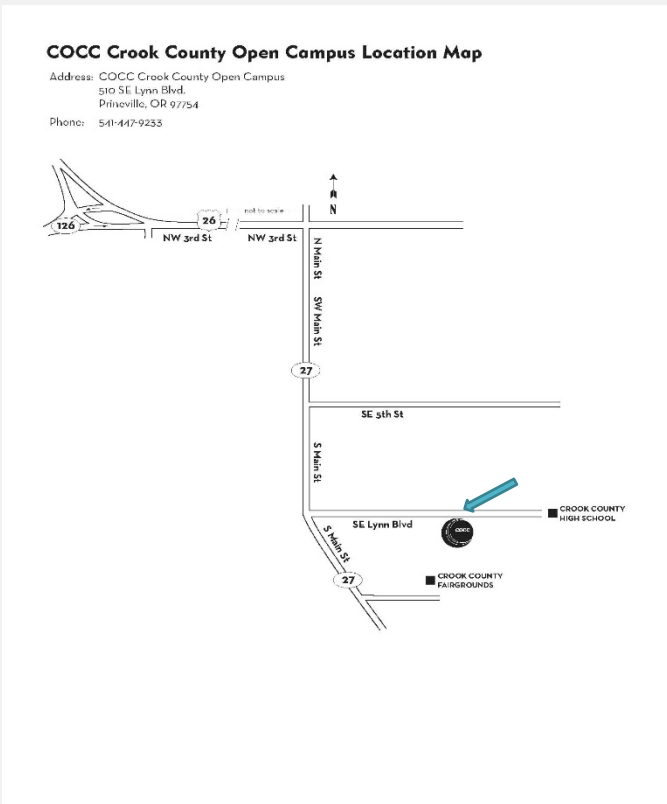 COCC Crook County Open Campus Location Map
Address: COCC Crook County Open Campus
510 SE Lynn Blvd.
Prineville, OR 97754
Phone: 541-447-9233
not to scale
N
26
126
NW 3rd St
NW 3rd St
N Main St
SW Main St
27
SE 5th St
S Main St
CROOK COUNTY
HIGH SCHOOL
SE Lynn Blvd
COCC
S Main St
27
CROOK COUNTY
FAIRGROUNDS